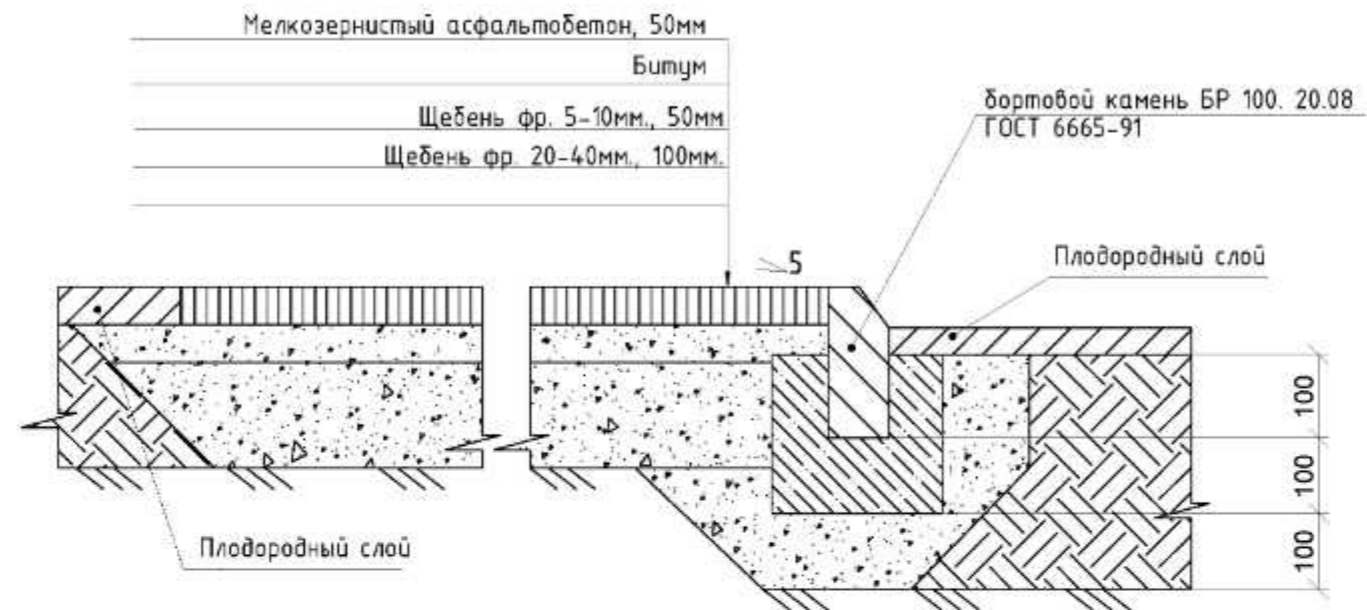 Мелкозернистый асфальтобетон, 50мм
Битум
Щебень фр. 5-10мм., 50мм
Щебень фр. 20-40мм., 100мм.
бортовой камень БР 100. 20.08
ГОСТ 6665-91
5
Плодородный слой
100
100
100
Плодородный слой